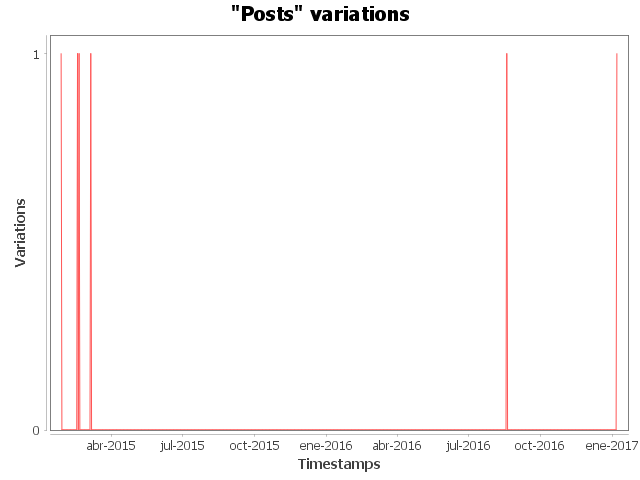 "Posts" variations
1
Variations
0
abr-2015 jul-2015 oct-2015 ene-2016 abr-2016 jul-2016 oct-2016 ene-2017
Timestamps